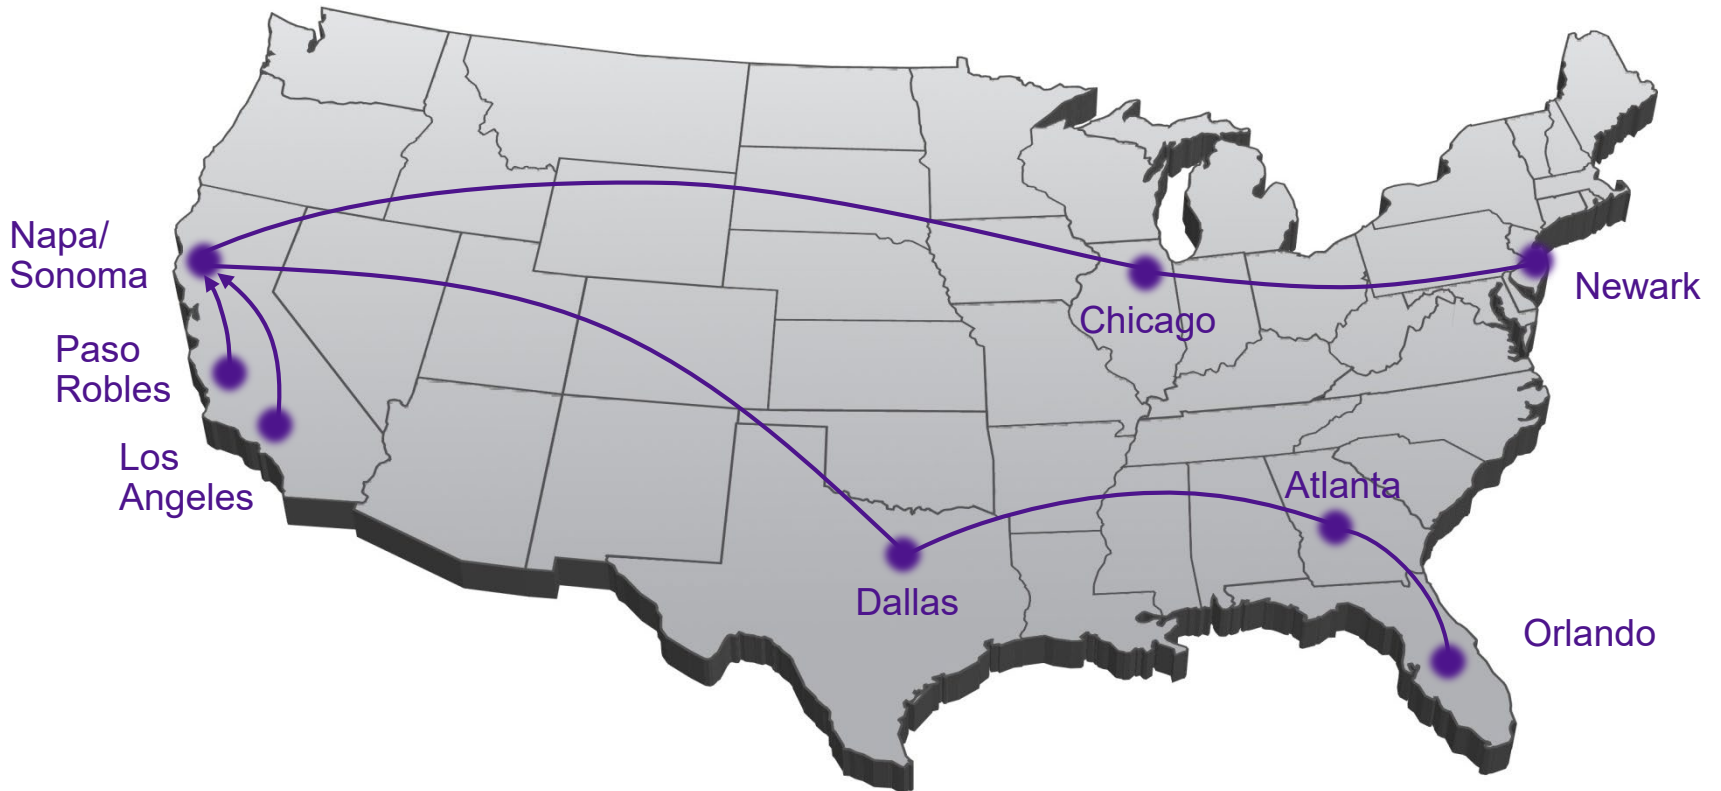 Napa/
Sonoma
Newark
Chicago
Paso
Robles
Los
Angeles
Atlanta
Dallas
Orlando